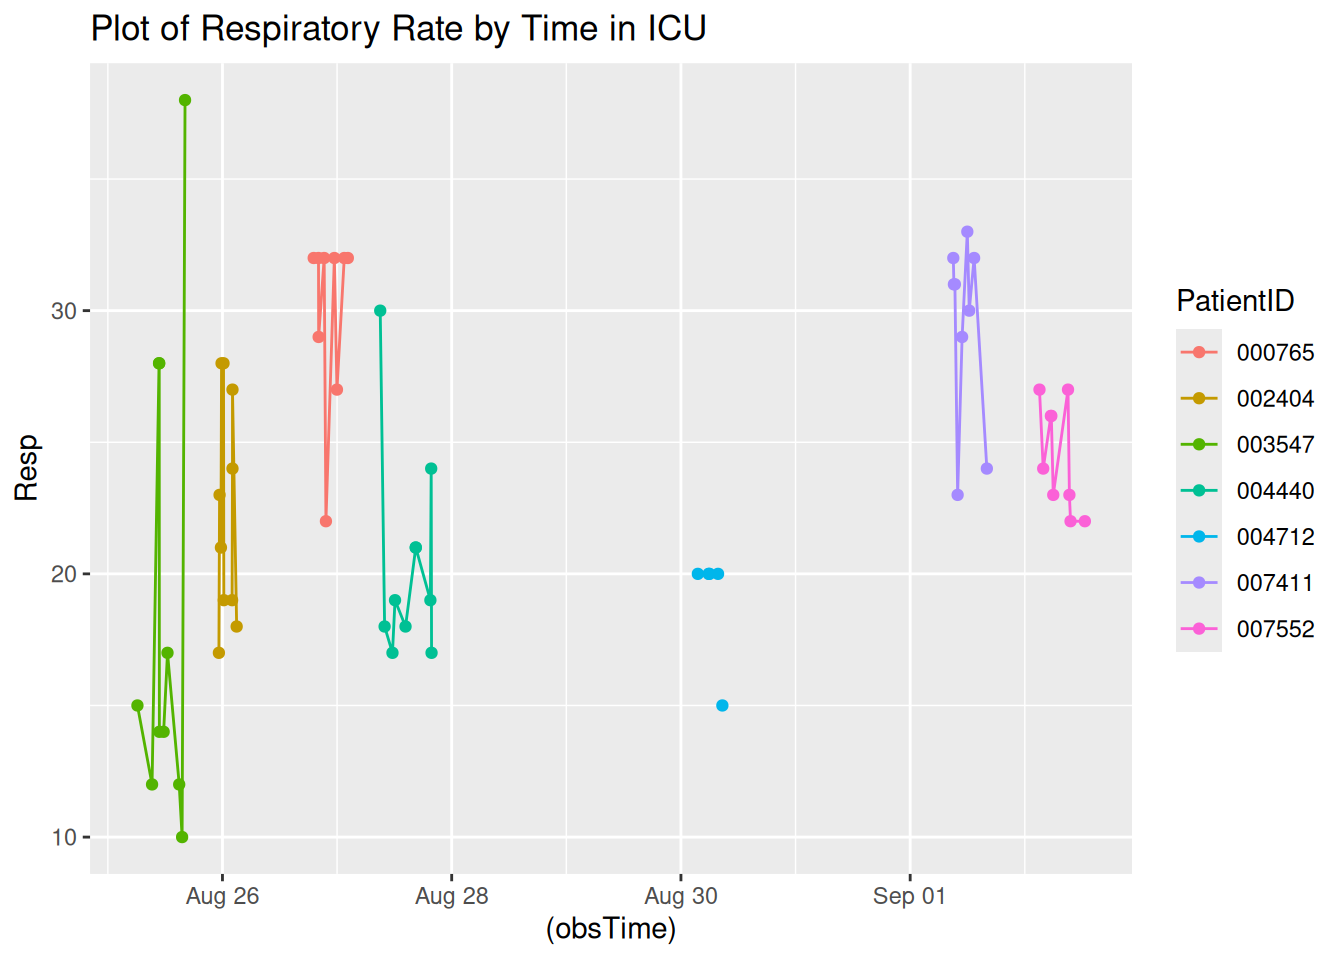 Plot of Respiratory Rate by Time in ICU
Resp
30
20
10
Aug 26
Aug 28
Aug 30
Sep 01
(obsTime)
PatientID
000765
002404
003547
004440
004712
007411
007552